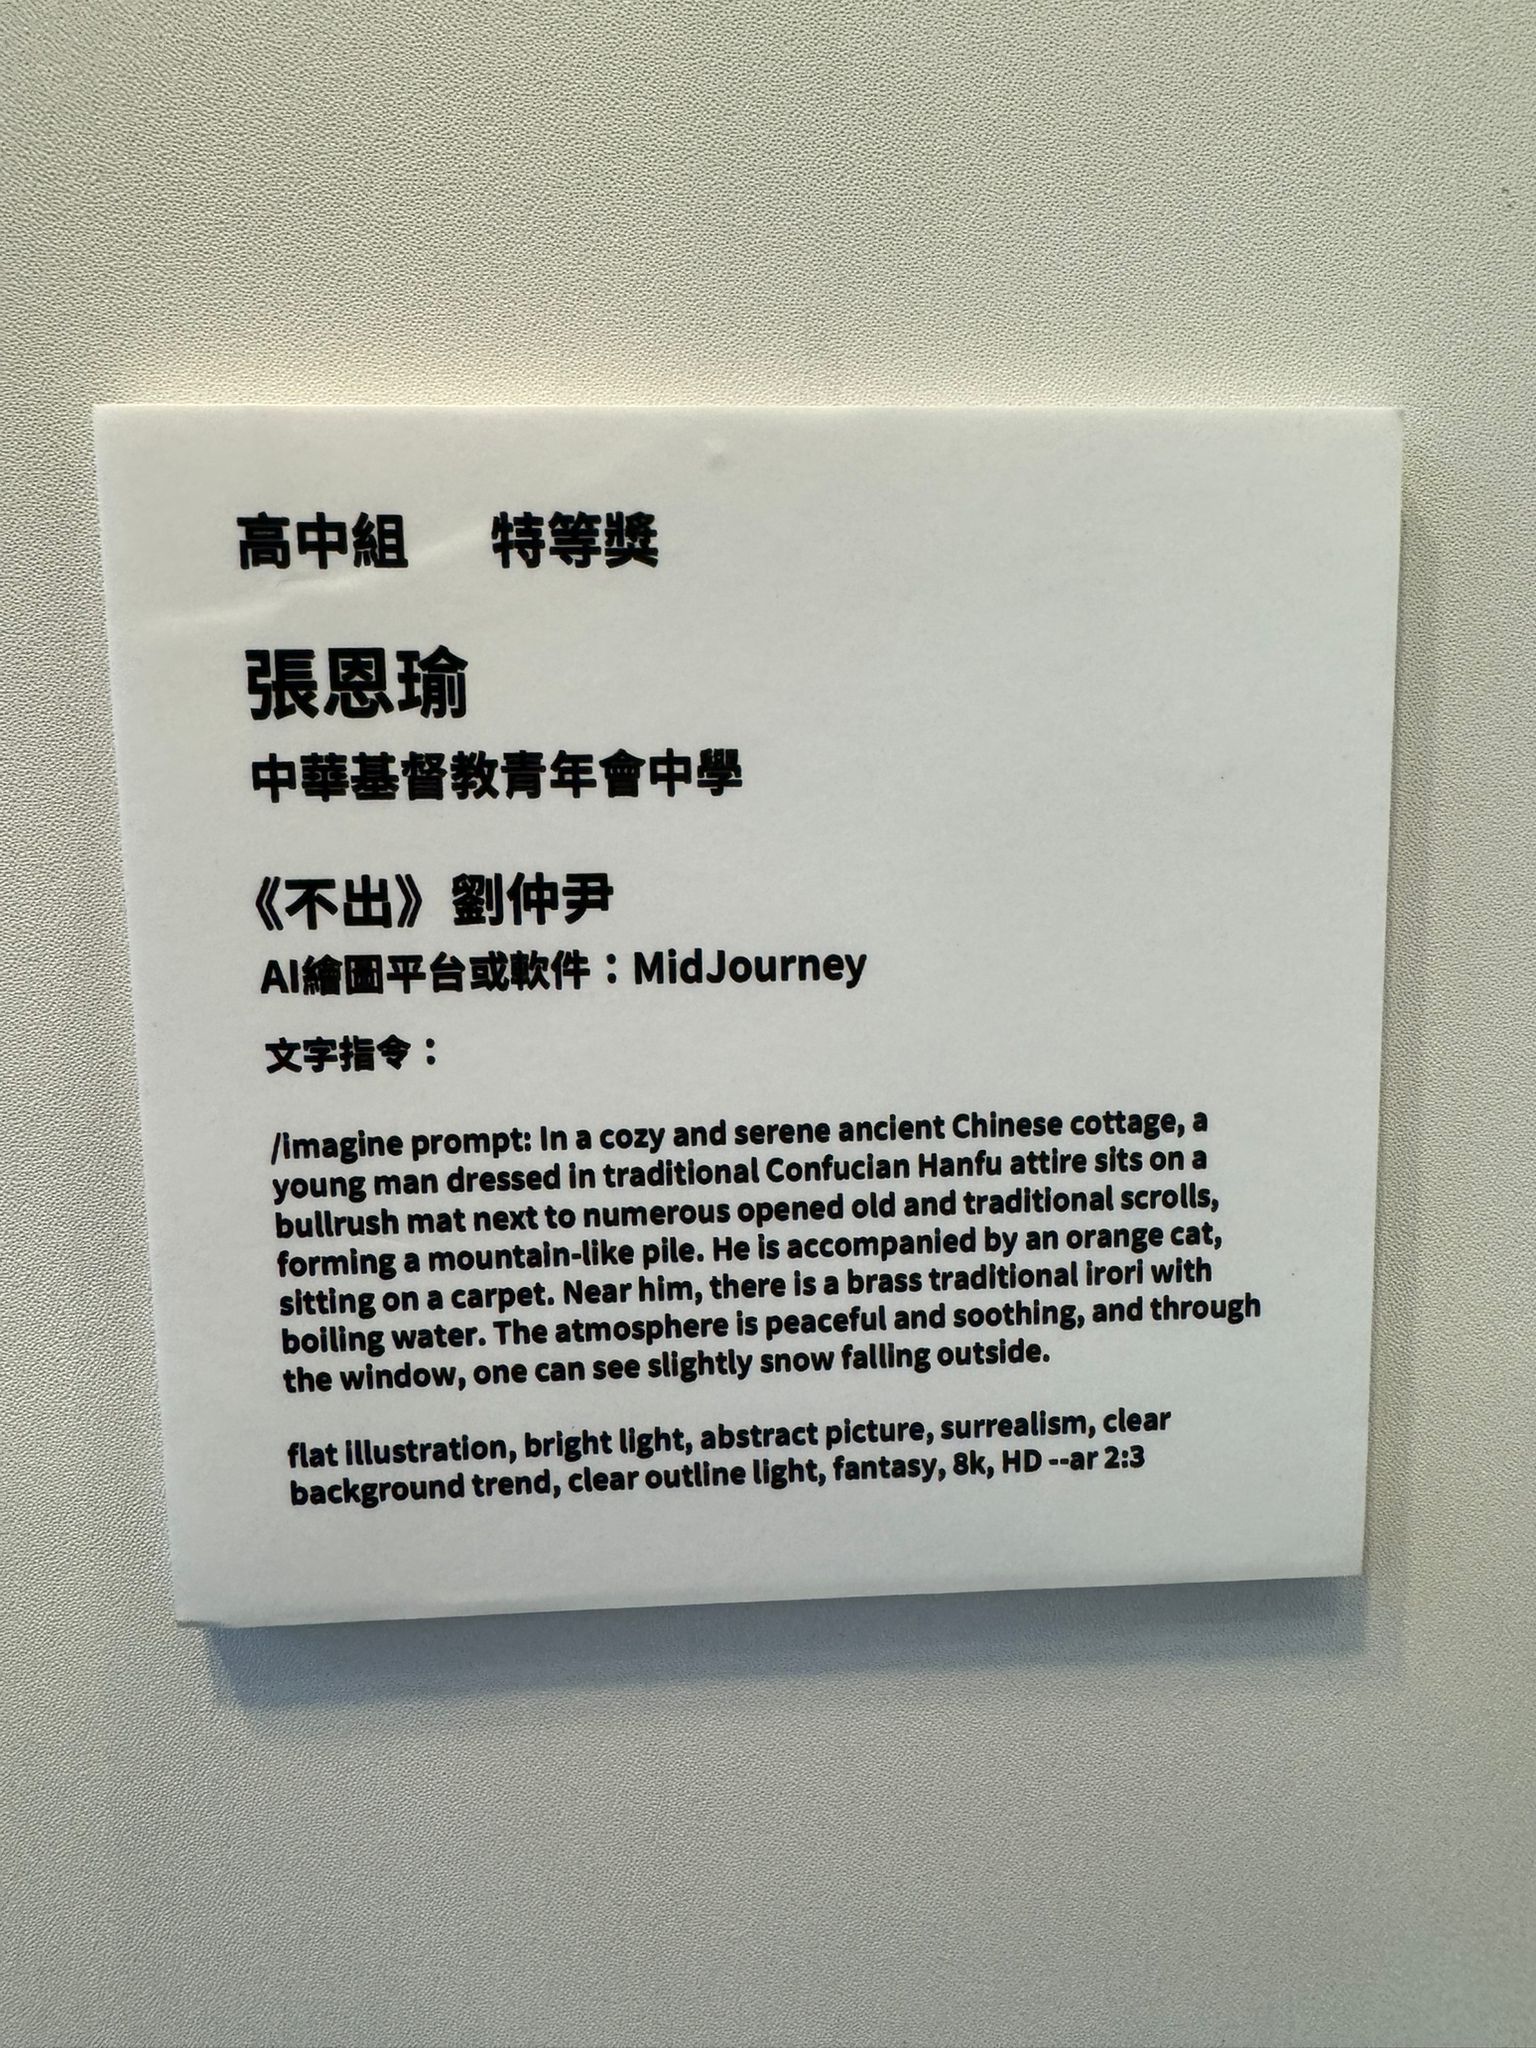 高中組　特等獎
張恩瑜
中華基督教青年會中學
《不出》劉仲尹
AI繪圖平台或軟件：MidJourney
文字指令：
/imagine prompt: In a cozy and serene ancient Chinese cottage, a
young man dressed in traditional Confucian Hanfu attire sits on a
bullrush mat next to numerous opened old and traditional scrolls,
forming a mountain-like pile. He is accompanied by an orange cat,
sitting on a carpet. Near him, there is a brass traditional irori with
boiling water. The atmosphere is peaceful and soothing, and through
the window, one can see slightly snow falling outside.
flat illustration, bright light, abstract picture, surrealism, clear
background trend, clear outline light, fantasy, 8k, HD --ar 2:3